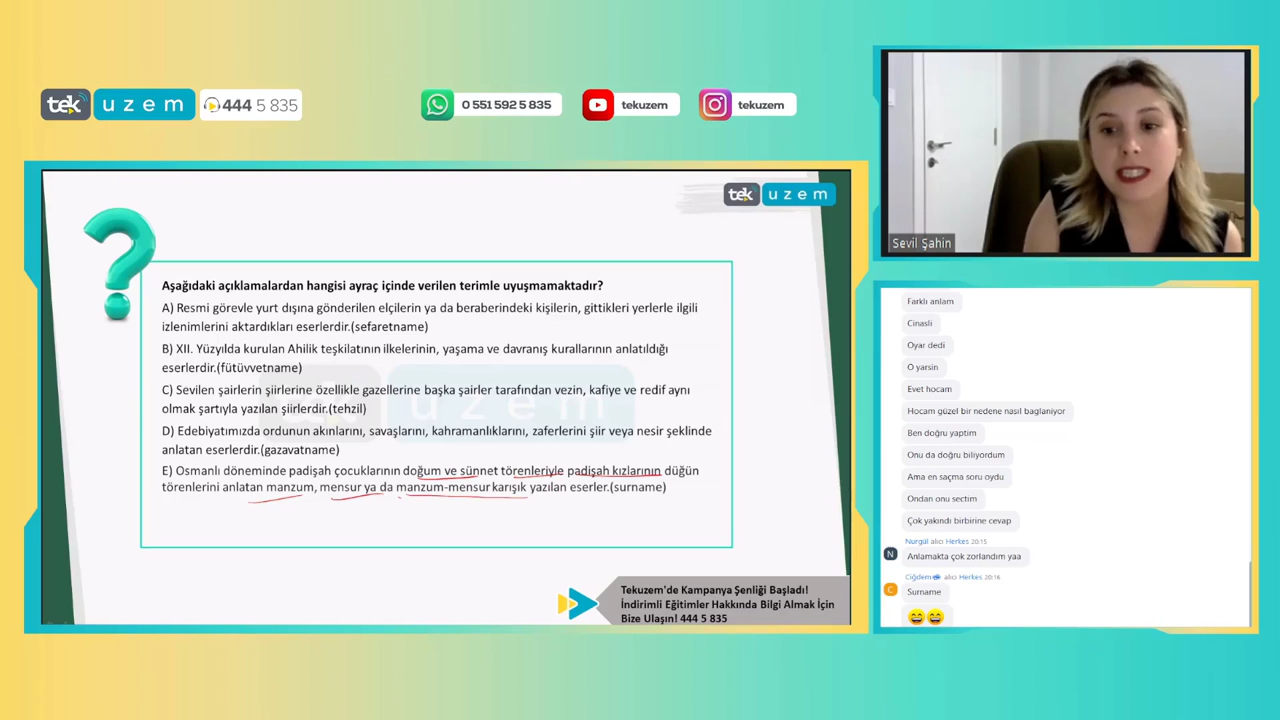 tek uzem 444 5 835
0 551 592 5 835
tekuzem
tekuzem
Sevil Şahin
tek uzem
Aşağıdaki açıklamalardan hangisi ayraç içinde verilen terimle uyuşmamaktadır?
A) Resmi görevle yurt dışına gönderilen elçilerin ya da beraberindeki kişilerin, gittikleri yerlerle ilgili
izlenimlerini aktardıkları eserlerdir.(sefaretname)
B) XII. Yüzyılda kurulan Ahilik teşkilatının ilkelerinin, yaşama ve davranış kurallarının anlatıldığı
eserlerdir.(fütüvvetname)
C) Sevilen şairlerin şiirlerine özellikle gazellerine başka şairler tarafından vezin, kafiye ve redif aynı
olmak şartıyla yazılan şiirlerdir.(tehzil)
D) Edebiyatımızda ordunun akınlarını, savaşlarını, kahramanlıklarını, zaferlerini şiir veya nesir şeklinde
anlatan eserlerdir.(gazavatname)
E) Osmanlı döneminde padişah çocuklarının doğum ve sünnet törenleriyle padişah kızlarının düğün
törenlerini anlatan manzum, mensur ya da manzum-mensur karışık yazılan eserler.(surname)
tek uzem
Tekuzem'de Kampanya Şenliği Başladı!
İndirimli Eğitimler Hakkında Bilgi Almak İçin
Bize Ulaşın! 444 5 835
Farklı anlam
Cinasli
Oyar dedi
O yarsin
Evet hocam
Hocam güzel bir nedene nasıl baglaniyor
Ben doğru yaptim
Onu da doğru biliyordum
Ama en saçma soru oydu
Ondan onu sectim
Çok yakındı birbirine cevap
Nurgül alıcı Herkes 20:15
N
Anlamakta çok zorlandım yaa
Ciğdem alıcı Herkes 20:16
C
Surname